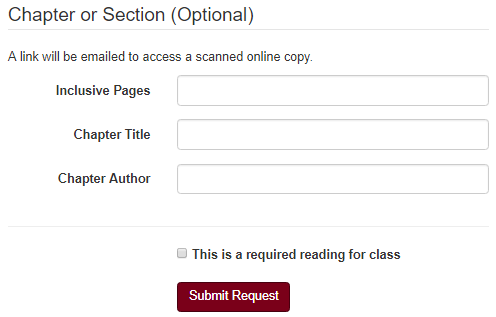 Chapter or Section (Optional)
A link will be emailed to access a scanned online copy.
Inclusive Pages
Chapter Title
Chapter Author
This is a required reading for class
Submit Request